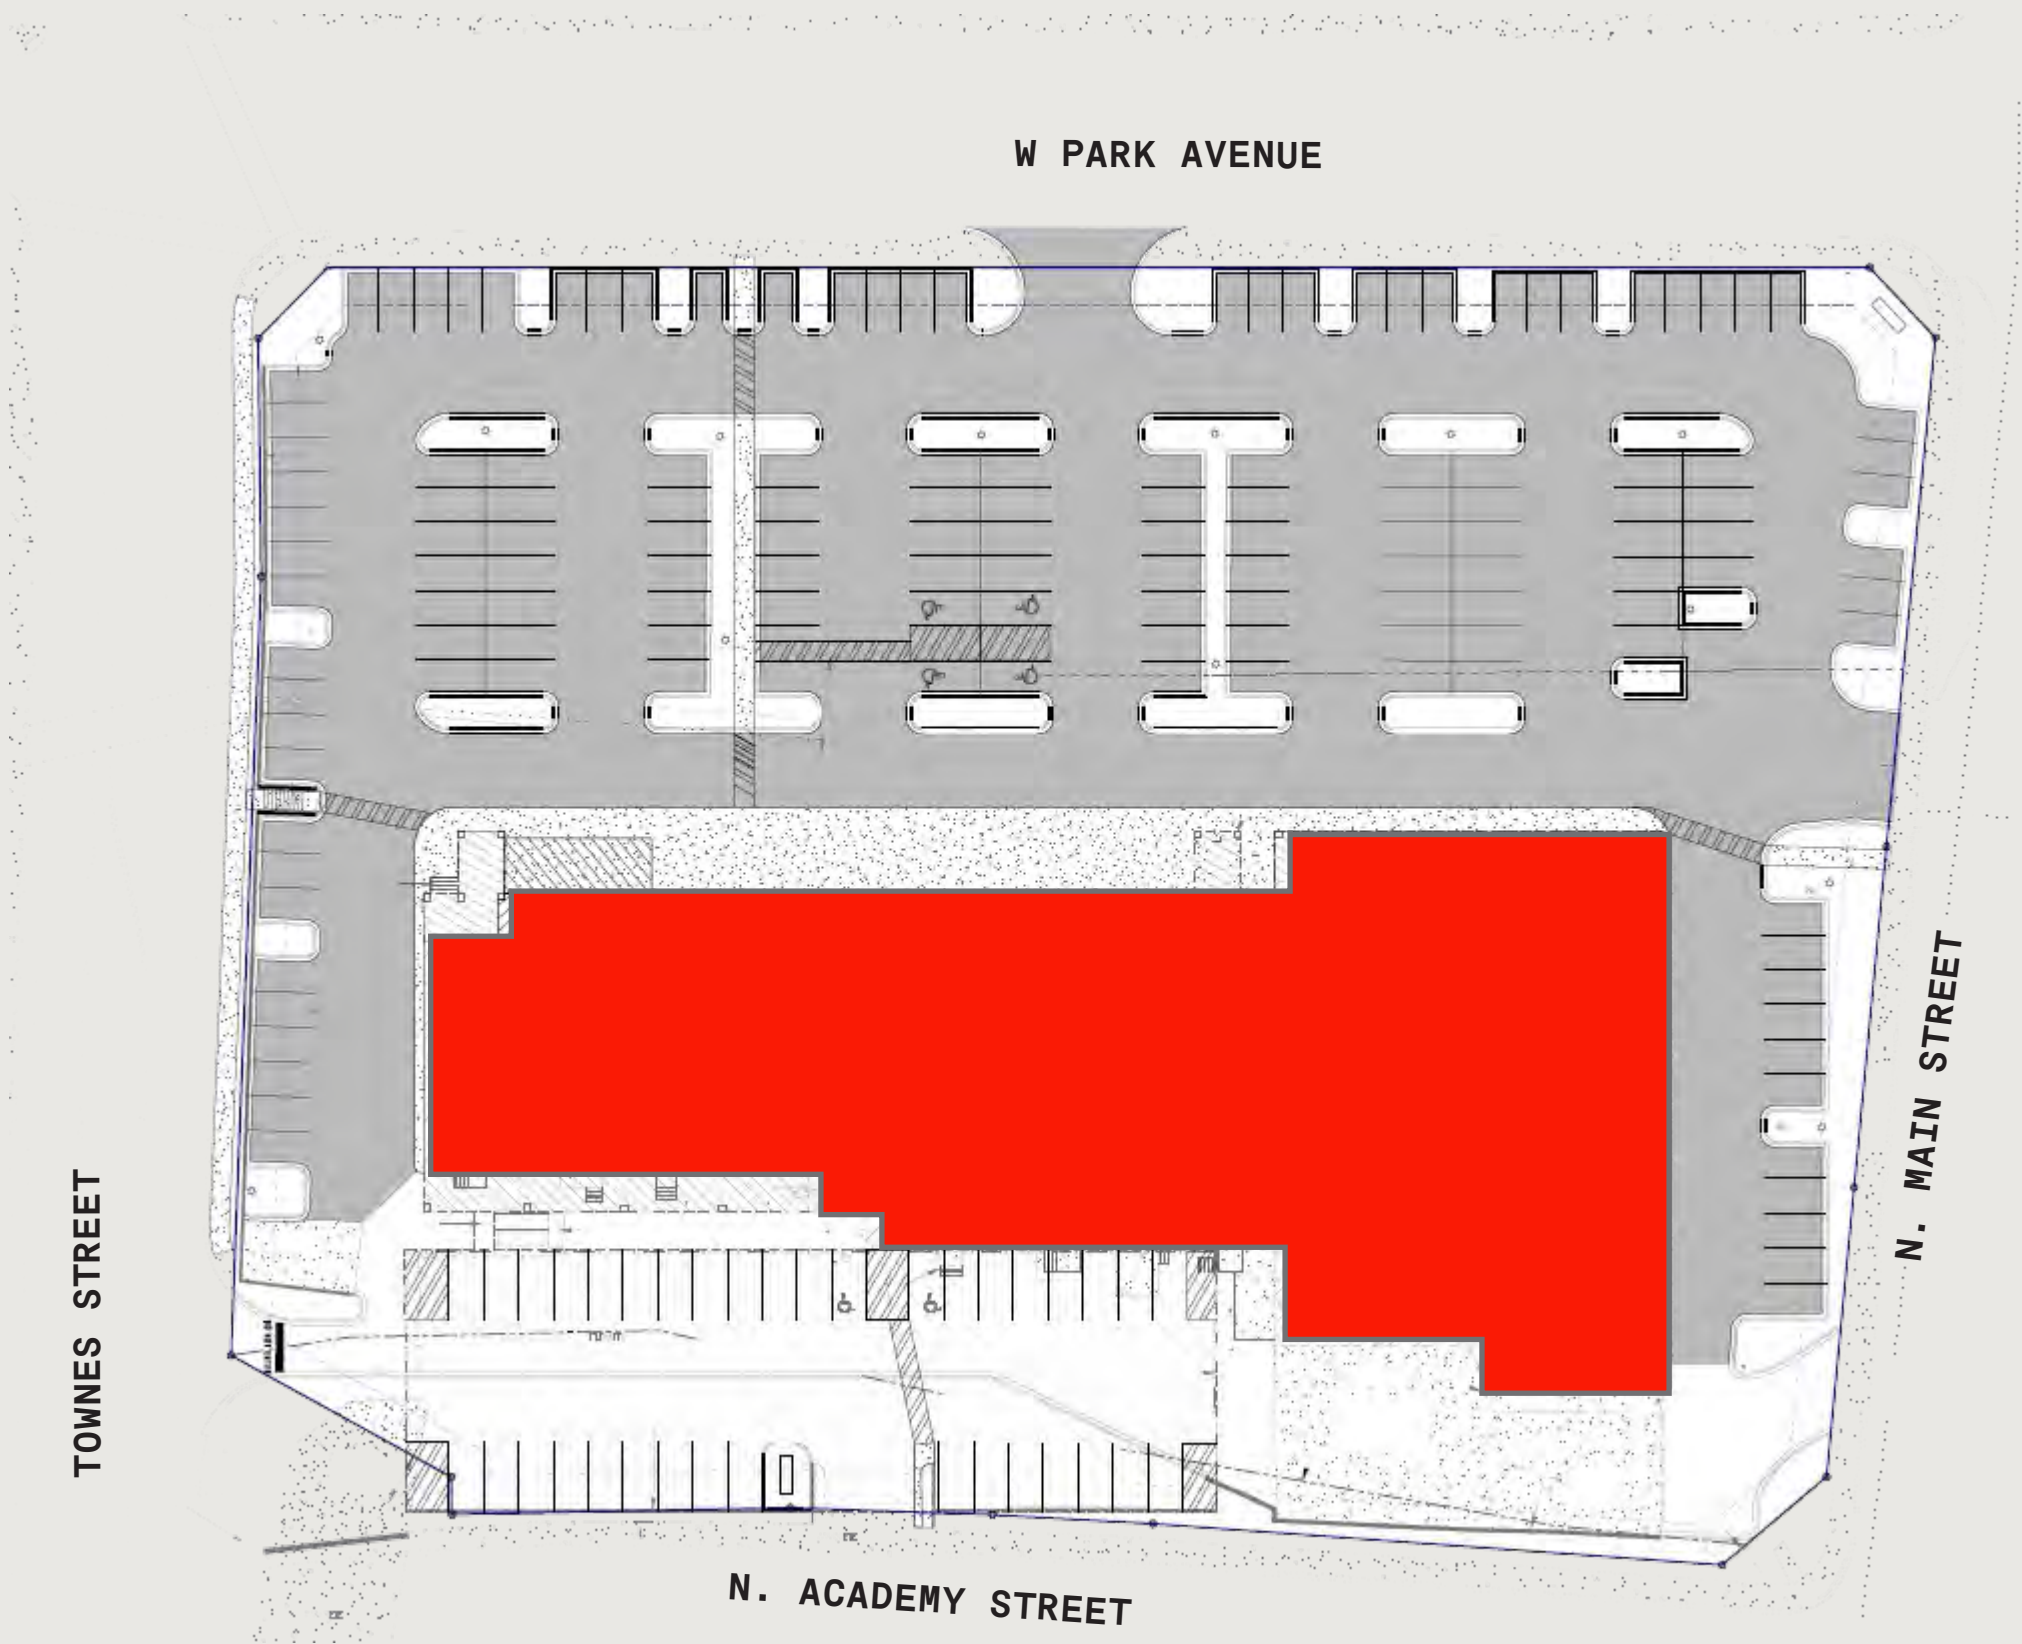 W PARK AVENUE
N. MAIN STREET
TOWNES STREET
N. ACADEMY STREET